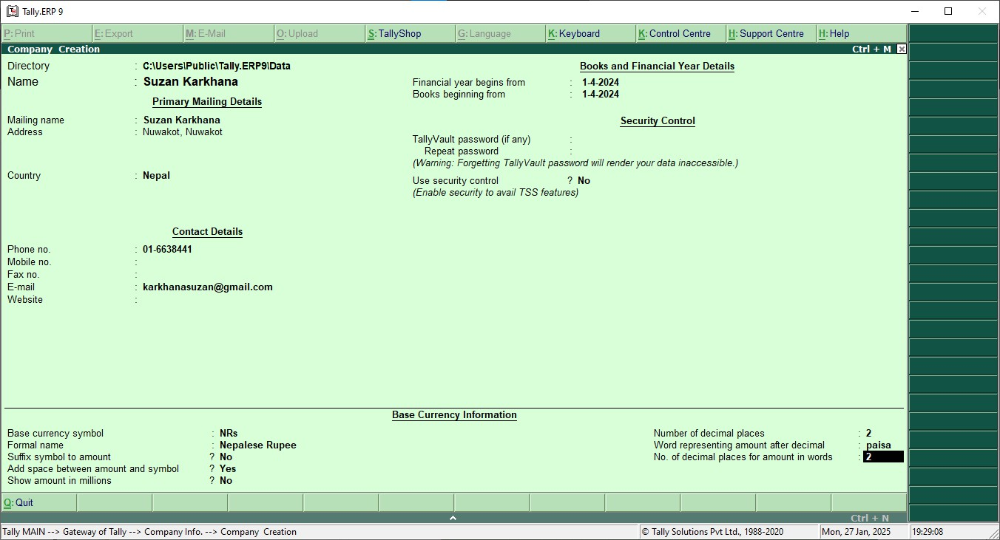 Tally.ERP 9
P: Print E: Export M: E-Mail O: Upload S: TallyShop G: Language K: Keyboard K: Control Centre H: Support Centre H: Help
Company Creation Ctrl + M
Directory : C:\Users\Public\Tally.ERP9\Data
Name : Suzan Karkhana
Primary Mailing Details
Mailing name : Suzan Karkhana
Address : Nuwakot, Nuwakot
Country : Nepal
Contact Details
Phone no. : 01-6638441
Mobile no. :
Fax no. :
E-mail : karkhanasuzan@gmail.com
Website :
Books and Financial Year Details
Financial year begins from : 1-4-2024
Books beginning from : 1-4-2024
Security Control
TallyVault password (if any) :
Repeat password :
(Warning: Forgetting TallyVault password will render your data inaccessible.)
Use security control ? No
(Enable security to avail TSS features)
Base Currency Information
Base currency symbol : NRs
Formal name : Nepalese Rupee
Suffix symbol to amount ? No
Add space between amount and symbol ? Yes
Show amount in millions ? No
Number of decimal places : 2
Word representing amount after decimal : paisa
No. of decimal places for amount in words : 2
Q: Quit
Ctrl + N
Tally MAIN --> Gateway of Tally --> Company Info. --> Company Creation © Tally Solutions Pvt Ltd., 1988-2020 Mon, 27 Jan, 2025 19:29:08